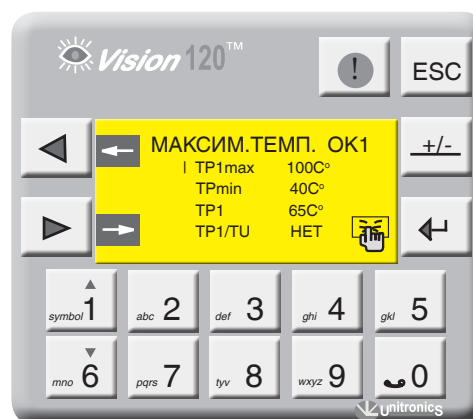 Vision 120™
!
ESC
+/-
МАКСИМ.ТЕМП. ОК1
| TP1max 100C°
TPmin 40C°
TP1 65C°
TP1/TU НЕТ
symbol 1
abc 2
def 3
ghi 4
gkl 5
mno 6
pqrs 7
tyv 8
wxyz 9
0
Unitronics